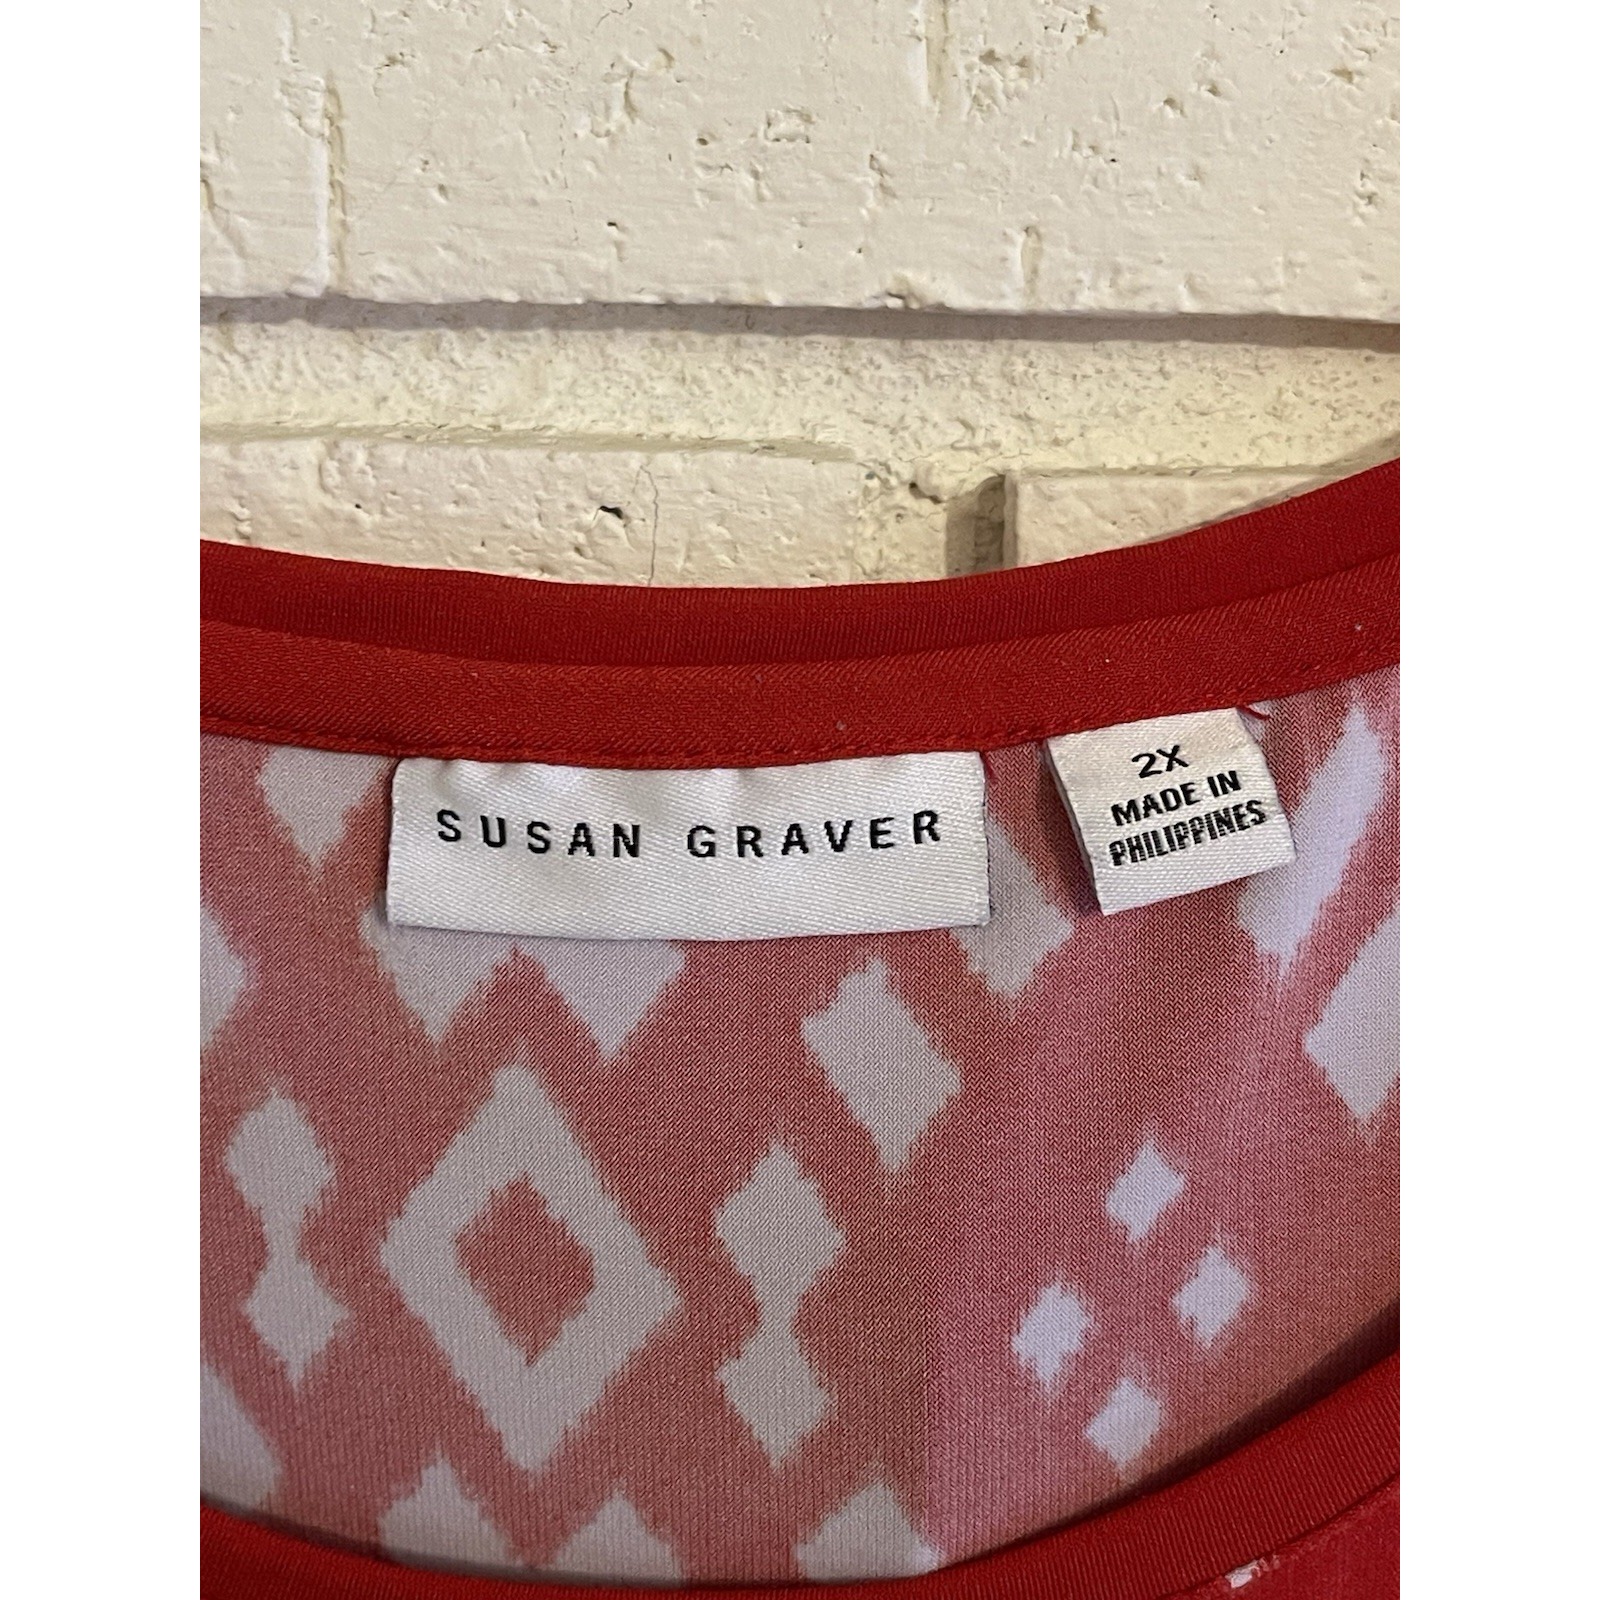 SUSAN GRAVER
2X
MADE IN
PHILIPPINES